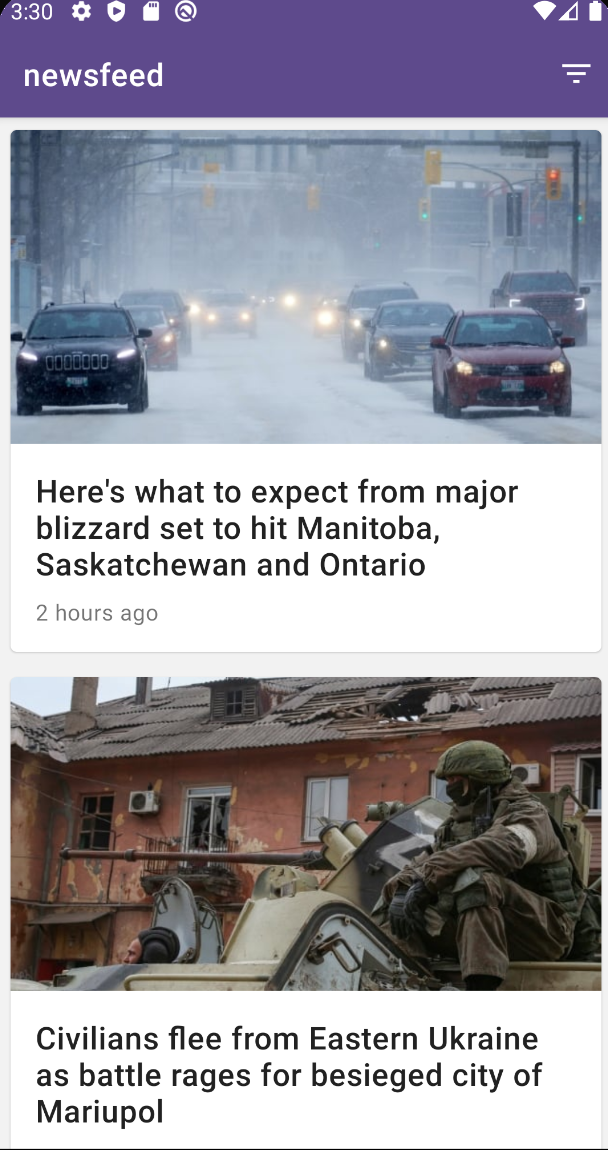 3:30
newsfeed
Here's what to expect from major
blizzard set to hit Manitoba,
Saskatchewan and Ontario
2 hours ago
Civilians flee from Eastern Ukraine
as battle rages for besieged city of
Mariupol